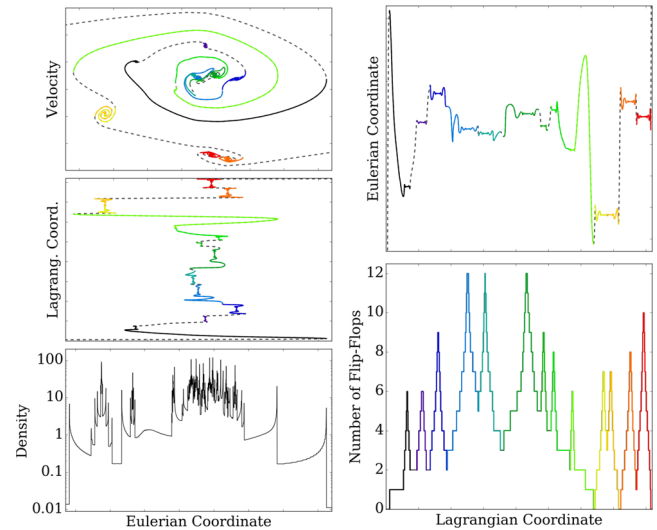 Velocity
Lagrang. Coord.
100
10
1
0.1
0.01
Density
Eulerian Coordinate
Eulerian Coordinate
12
10
8
6
4
2
0
Number of Flip-Flops
Lagrangian Coordinate